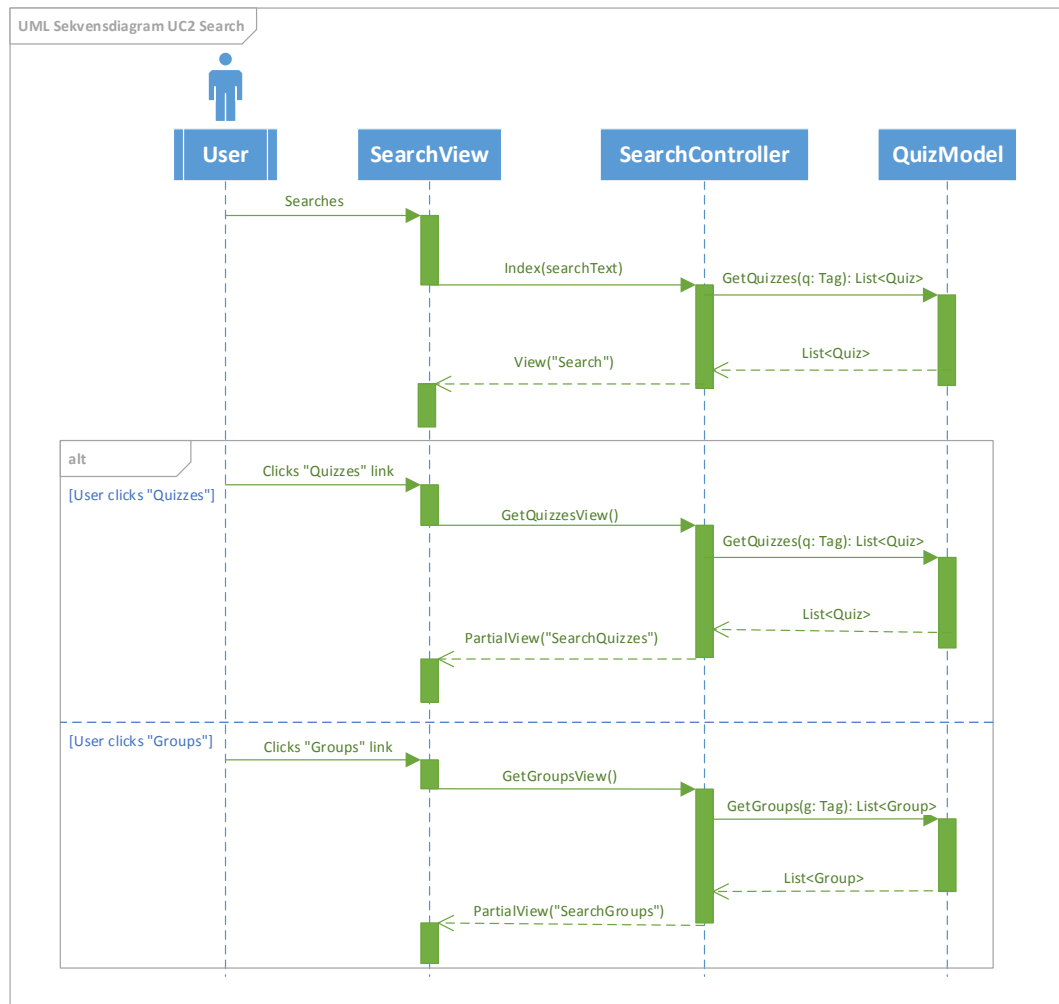 UML Sekvensdiagram UC2 Search
User
SearchView
SearchController
QuizModel
Searches
Index(searchText)
GetQuizzes(q: Tag): List<Quiz>
List<Quiz>
View("Search")
alt
Clicks "Quizzes" link
[User clicks "Quizzes"]
GetQuizzesView()
GetQuizzes(q: Tag): List<Quiz>
List<Quiz>
PartialView("SearchQuizzes")
[User clicks "Groups"]
Clicks "Groups" link
GetGroupsView()
GetGroups(g: Tag): List<Group>
List<Group>
PartialView("SearchGroups")